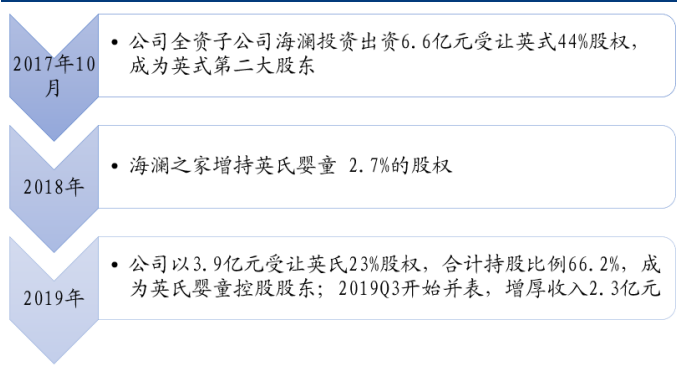 2017年10
月
• 公司全资子公司海澜投资出资6.6亿元受让英式44%股权，
成为英式第二大股东
2018年
• 海澜之家增持英氏婴童 2.7%的股权
2019年
• 公司以3.9亿元受让英氏23%股权，合计持股比例66.2%，成
为英氏婴童控股股东；2019Q3开始并表，增厚收入2.3亿元